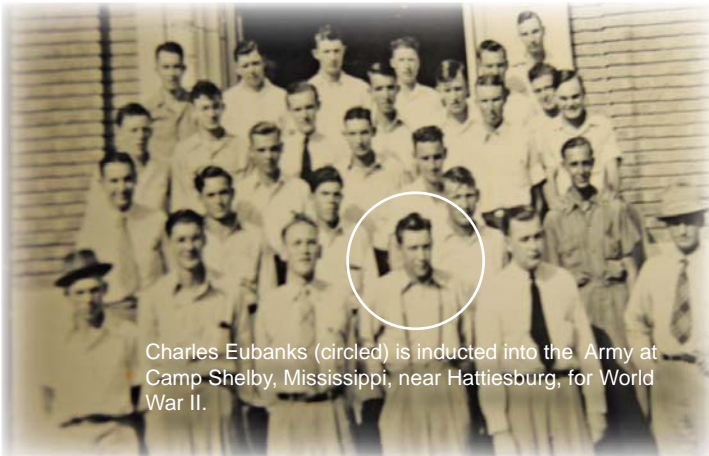 Charles Eubanks (circled) is inducted into the  Army at
Camp Shelby, Mississippi, near Hattiesburg, for World
War II.